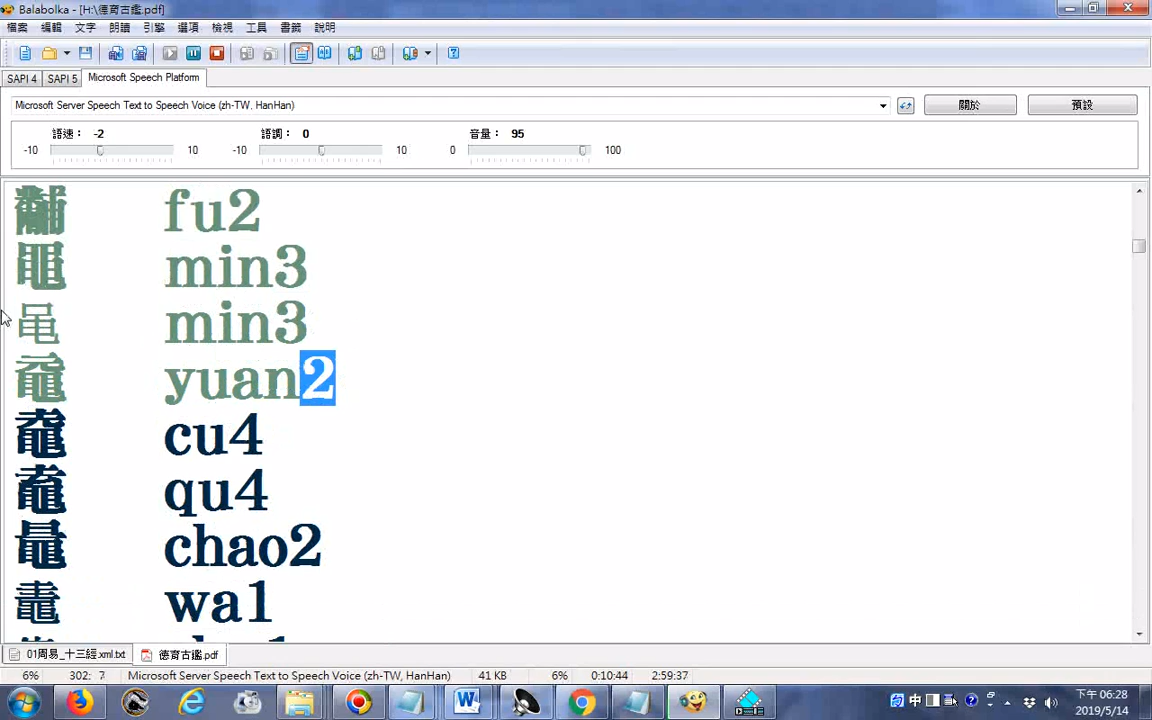 Balabolka - [H:\德育古鑑.pdf]
檔案 編輯 文字 朗讀 引擎 選項 檢視 工具 書籤 說明
SAPI 4 SAPI 5 Microsoft Speech Platform
Microsoft Server Speech Text to Speech Voice (zh-TW, HanHan) 關於 預設
語速： -2 語調： 0 音量： 95
-10 10 -10 10 0 100
黼 fu2
黽 min3
黾 min3
黿 yuan2
cu4
qu4
鼂 chao2
鼃 wa1
01周易_十三經.xml.txt 德育古鑑.pdf
6% 302: 7 Microsoft Server Speech Text to Speech Voice (zh-TW, HanHan) 41 KB 6% 0:10:44 2:59:37
中 下午 06:28
2019/5/14